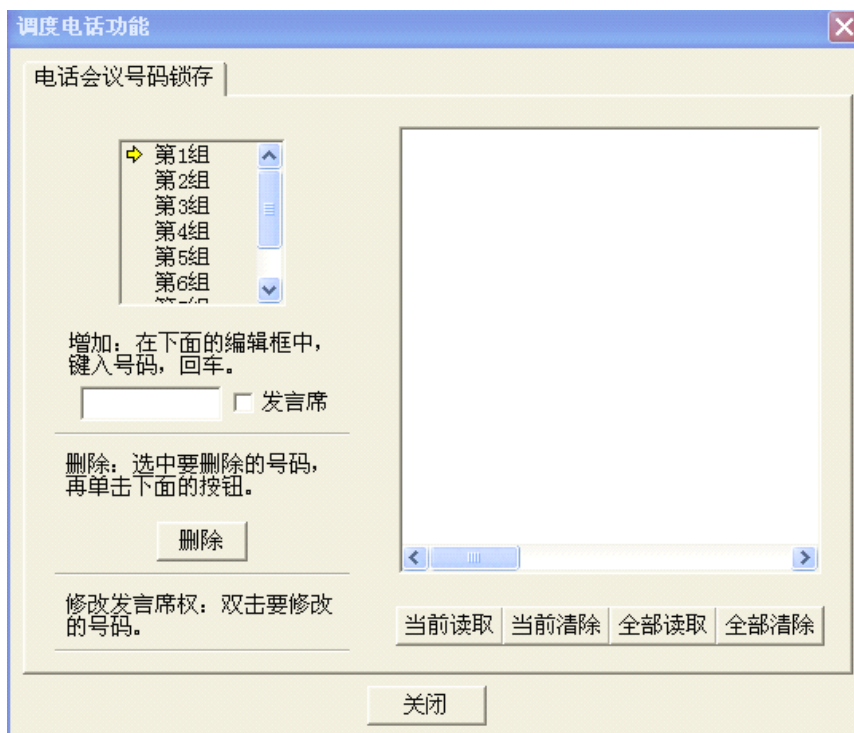 调度电话功能
电话会议号码锁存
第1组
第2组
第3组
第4组
第5组
第6组
增加：在下面的编辑框中，
键入号码，回车。
发言席
删除：选中要删除的号码，
再单击下面的按钮。
删除
修改发言席权：双击要修改
的号码。
当前读取 当前清除 全部读取 全部清除
关闭